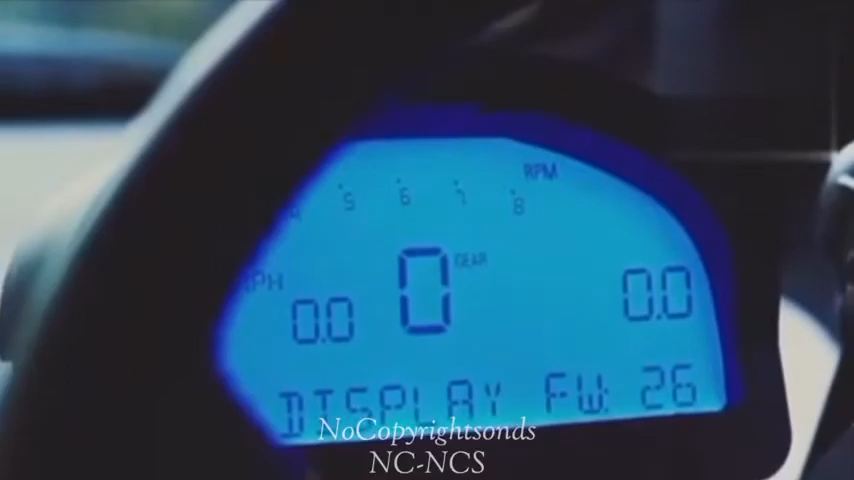 RPM
5 6 7 8
GEAR
0
0.0
0.0
DISPLAY FW: 26
NoCopyrightsonds
NC-NCS